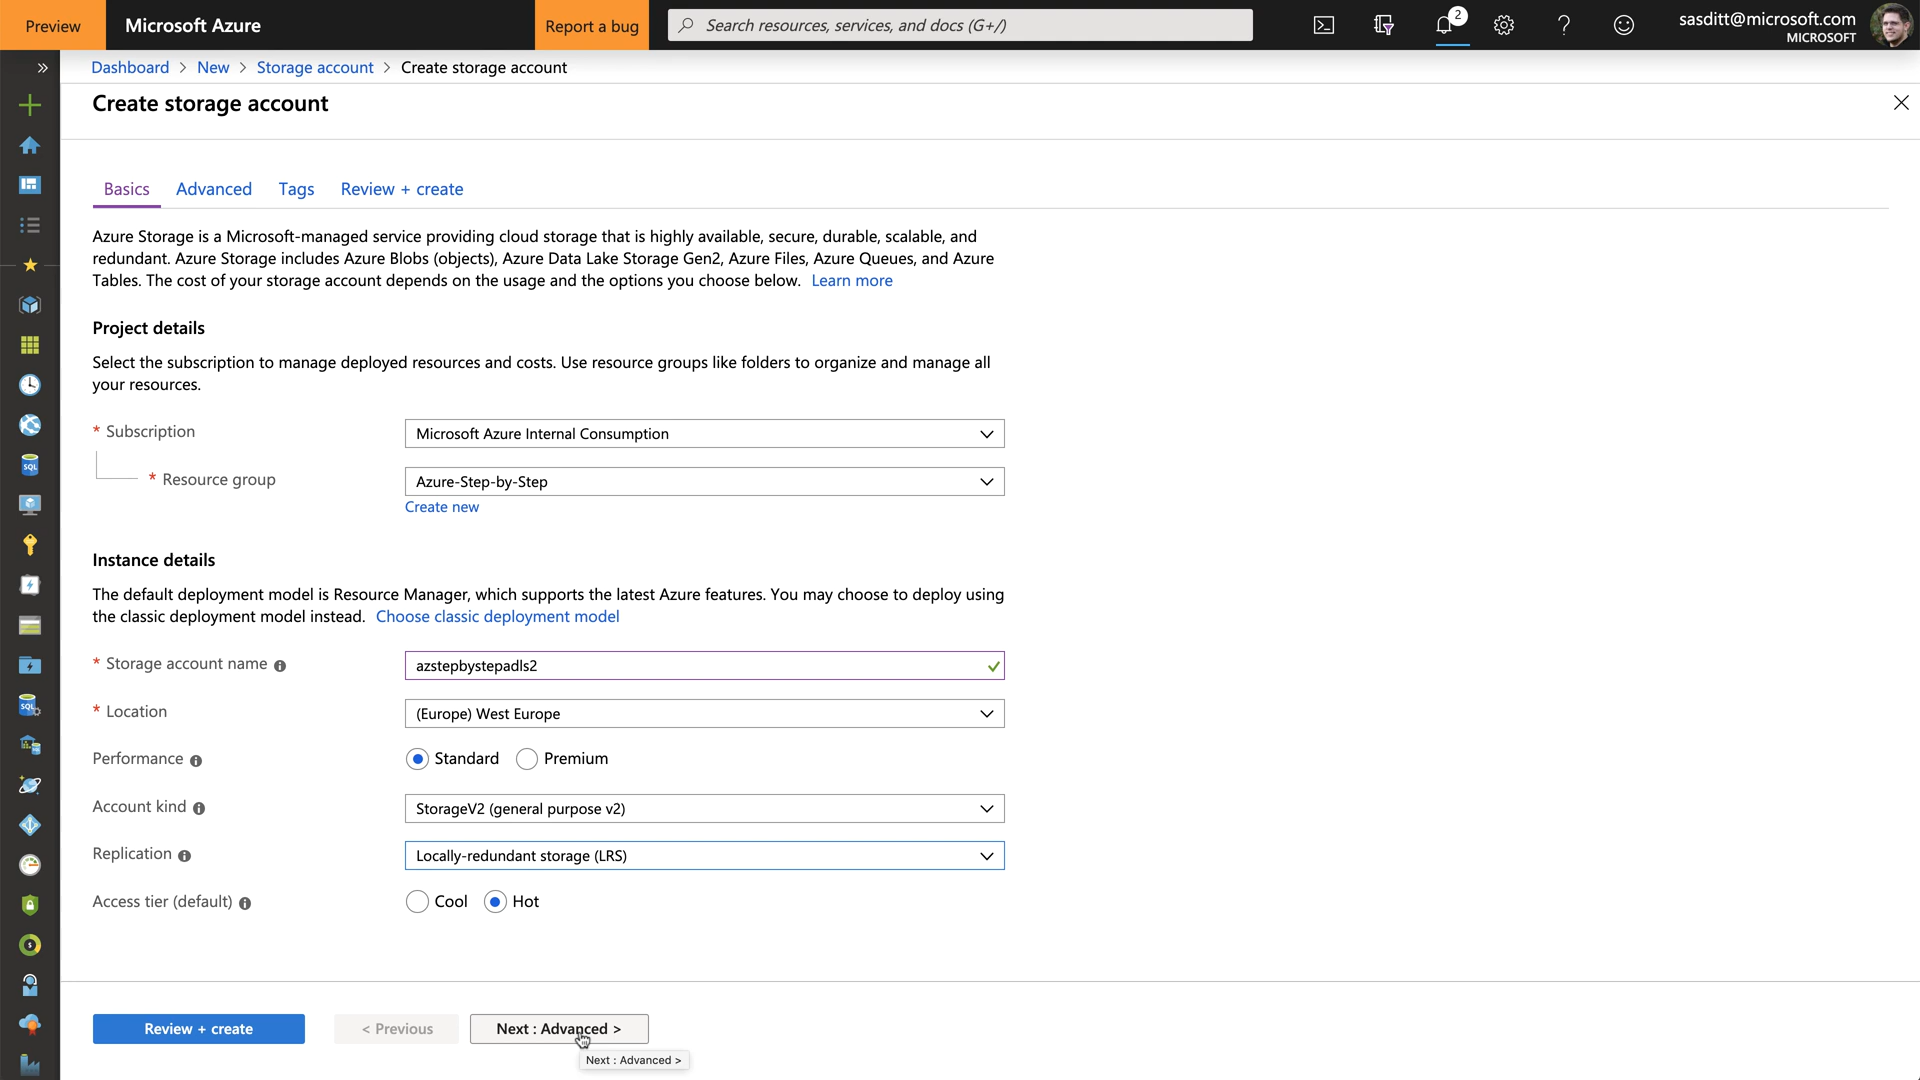 Preview
Microsoft Azure
Report a bug
Search resources, services, and docs (G+/)
2
sasditt@microsoft.com
MICROSOFT
Dashboard > New > Storage account > Create storage account
Create storage account
Basics
Advanced
Tags
Review + create
Azure Storage is a Microsoft-managed service providing cloud storage that is highly available, secure, durable, scalable, and
redundant. Azure Storage includes Azure Blobs (objects), Azure Data Lake Storage Gen2, Azure Files, Azure Queues, and Azure
Tables. The cost of your storage account depends on the usage and the options you choose below. Learn more
Project details
Select the subscription to manage deployed resources and costs. Use resource groups like folders to organize and manage all
your resources.
* Subscription
Microsoft Azure Internal Consumption
* Resource group
Azure-Step-by-Step
Create new
Instance details
The default deployment model is Resource Manager, which supports the latest Azure features. You may choose to deploy using
the classic deployment model instead. Choose classic deployment model
* Storage account name
azstepbystepadls2
* Location
(Europe) West Europe
Performance
Standard
Premium
Account kind
StorageV2 (general purpose v2)
Replication
Locally-redundant storage (LRS)
Access tier (default)
Cool
Hot
Review + create
< Previous
Next : Advanced >
Next : Advanced >
SQL
SQL